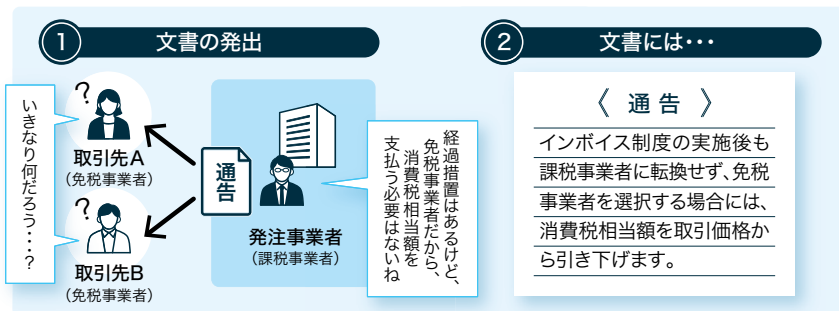 1 文書の発出
いきなり何だろう・・・？
?
取引先A
(免税事業者)
?
取引先B
(免税事業者)
通告
発注事業者
(課税事業者)
経過措置はあるけど、
免税事業者だから、
消費税相当額を
支払う必要はないね
2 文書には・・・
〈 通 告 〉
インボイス制度の実施後も
課税事業者に転換せず、免税
事業者を選択する場合には、
消費税相当額を取引価格か
ら引き下げます。